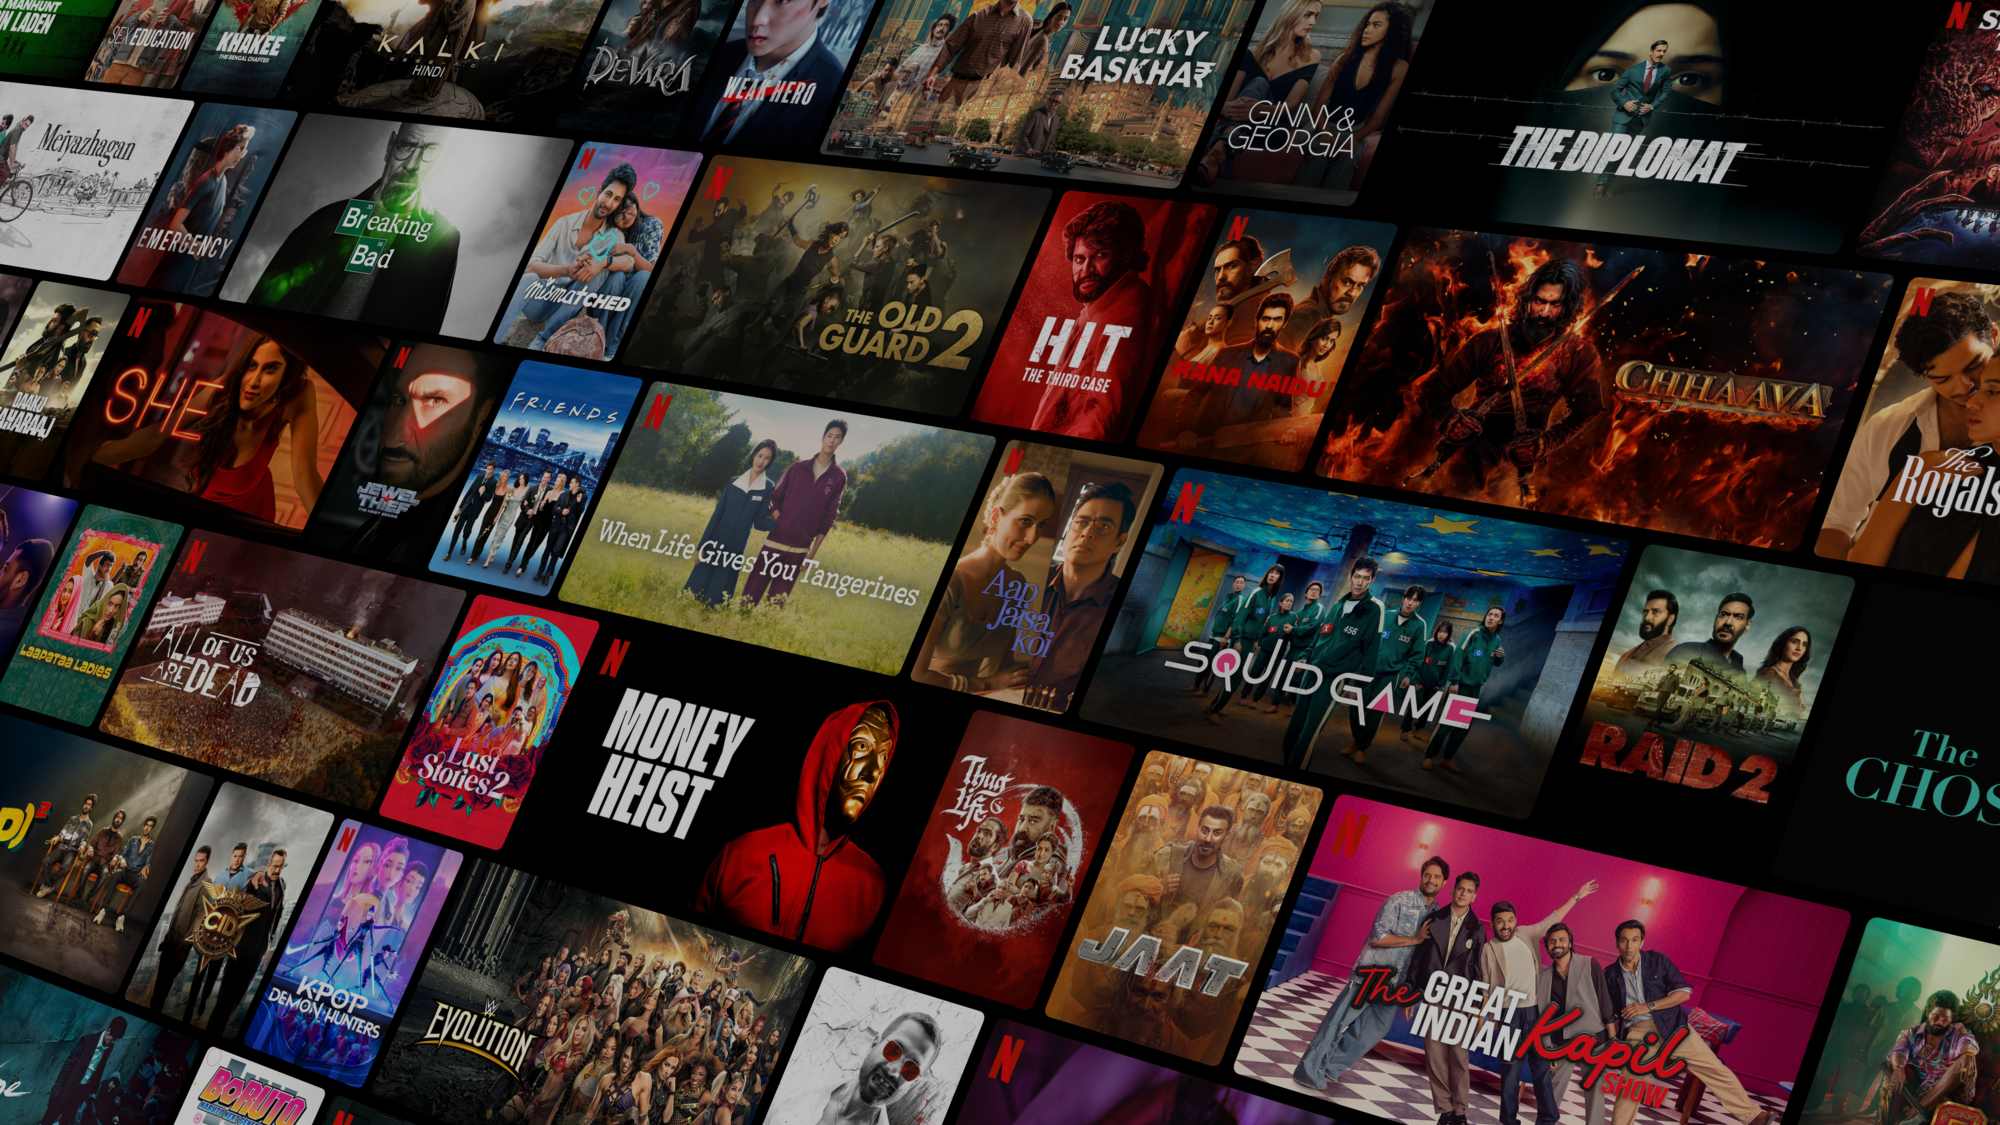 MANHUNT
N LADEN
SEX EDUCATION
KHAKEE
THE BENGAL CHAPTER
KALKI
HINDI
DEVARA
WEAK HERO
LUCKY
BASKHA₹
GINNY&
GEORGIA
THE DIPLOMAT
N
Meiyazhagan
EMERGENCY
Breaking
Bad
N
mismatched
N
THE OLD
GUARD 2
HIT
THE THIRD CASE
N
RANA NAIDU
CHHAAVA
N
The
Royals
DAAKU
MAHARAAJ
N
SHE
N
JEWEL
THIEF
F·R·I·E·N·D·S
N
When Life Gives You Tangerines
N
Aap
Jaisa
Koi
N
456
SQUID GAME
RAID 2
The
CHOS
LAAPATAA LADIES
N
ALL OF US
ARE DEAD
Lust
Stories 2
N
MONEY
HEIST
Thug
Life
JAAT
N
The GREAT
INDIAN Kapil
SHOW
D)²
CID
N
KPOP
DEMON HUNTERS
W
EVOLUTION
N
BORUTO
N